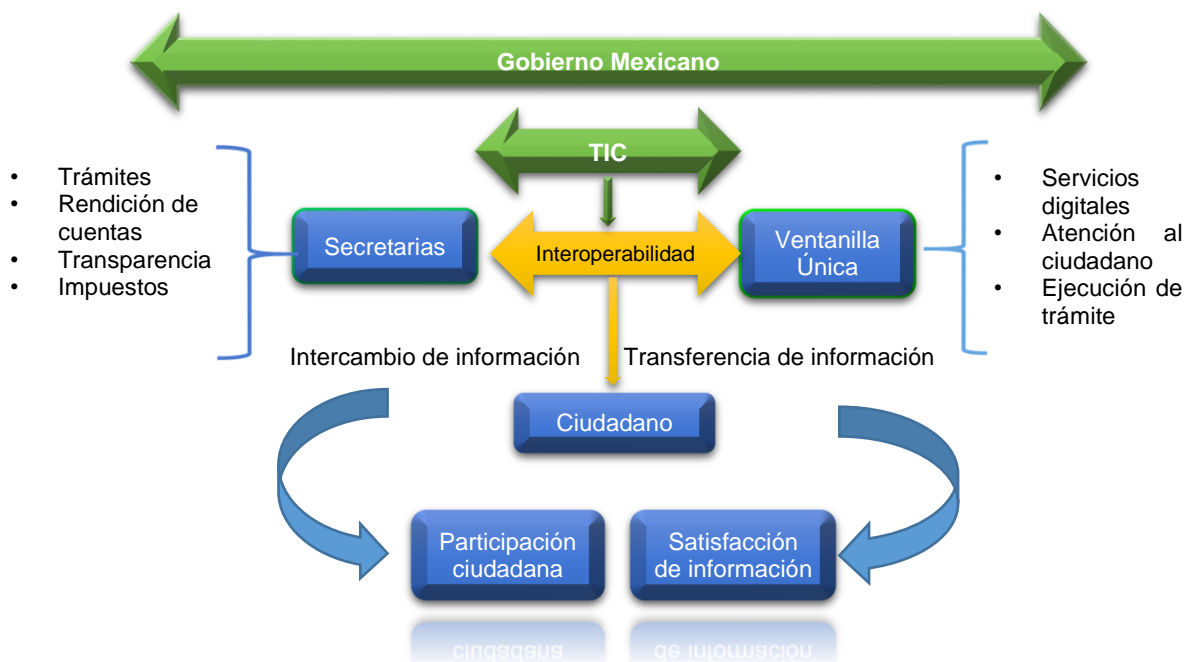 Gobierno Mexicano
TIC
• Trámites
• Rendición de
cuentas
• Transparencia
• Impuestos
Secretarias
Interoperabilidad
Ventanilla
Única
• Servicios
digitales
• Atención al
ciudadano
• Ejecución de
trámite
Intercambio de información
Transferencia de información
Ciudadano
Participación
ciudadana
Satisfacción
de información